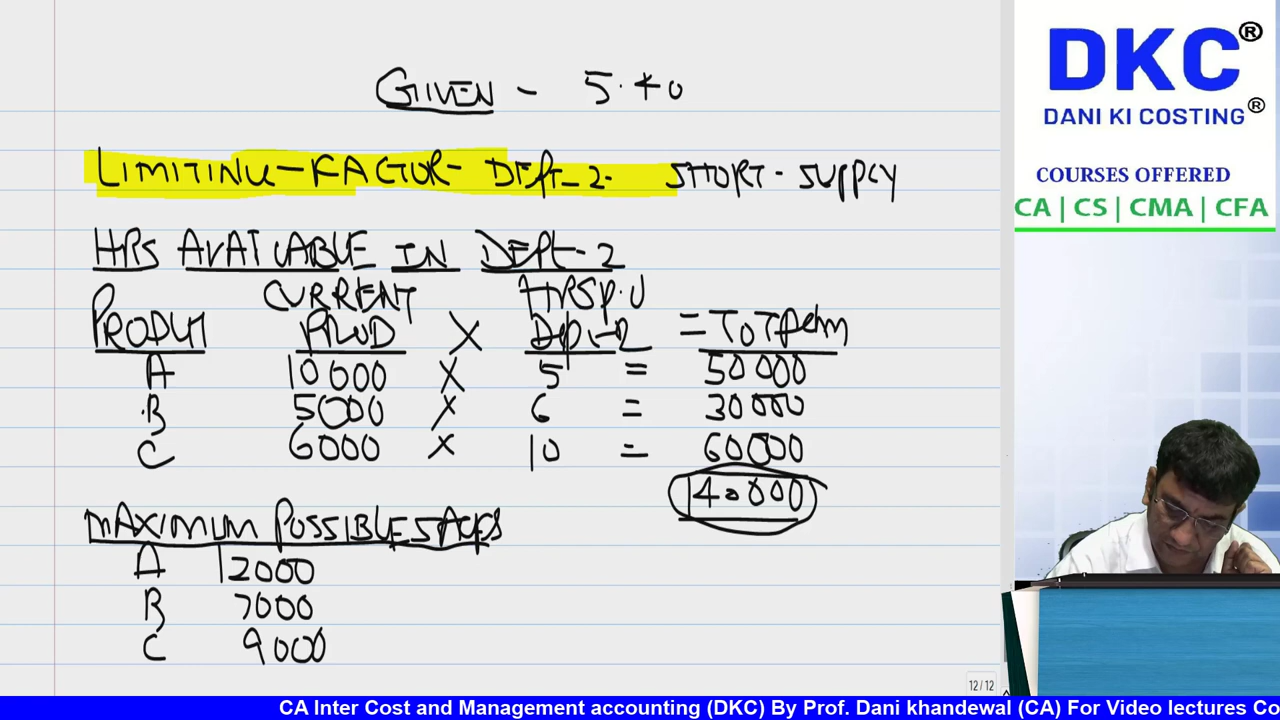 GIVEN - 5.40
LIMITING-FACTOR- DEPT-2. SHORT-SUPPLY
HRS AVAILABLE IN DEPT-2
CURRENT HRSP.U
PRODUCT PROD X DEPT-2 =
A 10000 X 5 = 50000
B 5000 X 6 = 30000
C 6000 X 10 = 60000
140000
MAXIMUM POSSIBLE SALES
A 12000
B 7000
C 9000
12/12
DKC®
DANI KI COSTING®
COURSES OFFERED
CA | CS | CMA | CFA
CA Inter Cost and Management accounting (DKC) By Prof. Dani khandewal (CA) For Video lectures Co